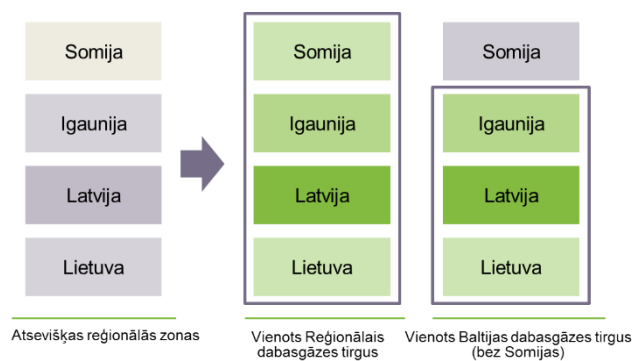 Somija
Igaunija
Latvija
Lietuva
Atsevišķas reģionālās zonas
Somija
Igaunija
Latvija
Lietuva
Vienots Reģionālais
dabasgāzes tirgus
Somija
Igaunija
Latvija
Lietuva
Vienots Baltijas dabasgāzes tirgus
(bez Somijas)